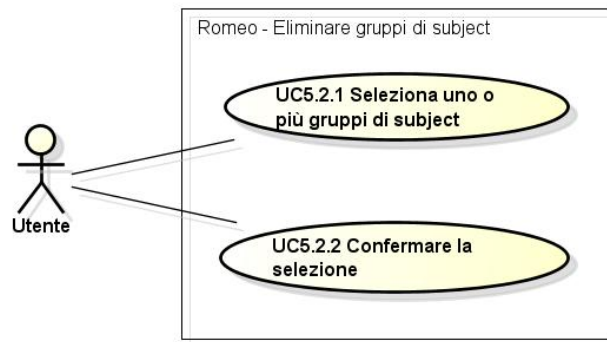 Romeo - Eliminare gruppi di subject
UC5.2.1 Seleziona uno o
più gruppi di subject
Utente
UC5.2.2 Confermare la
selezione